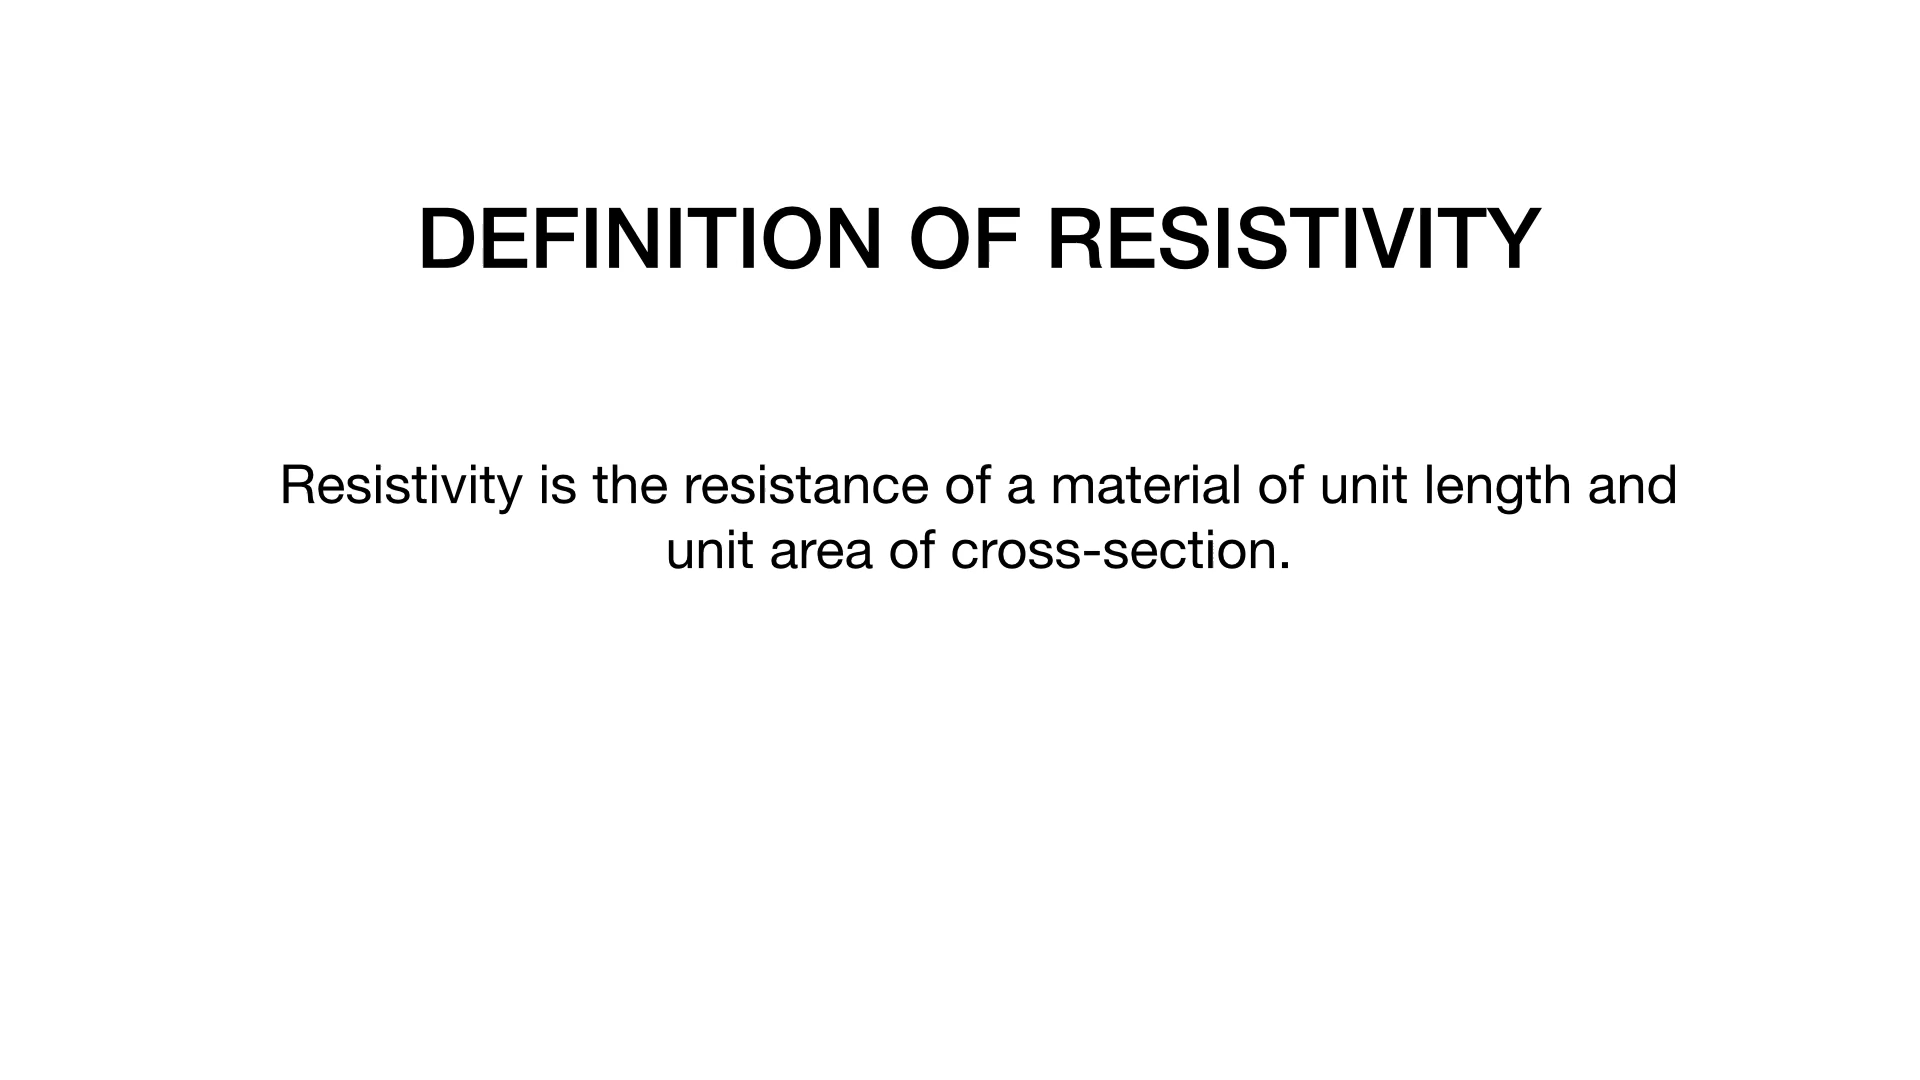 DEFINITION OF RESISTIVITY
Resistivity is the resistance of a material of unit length and
unit area of cross-section.